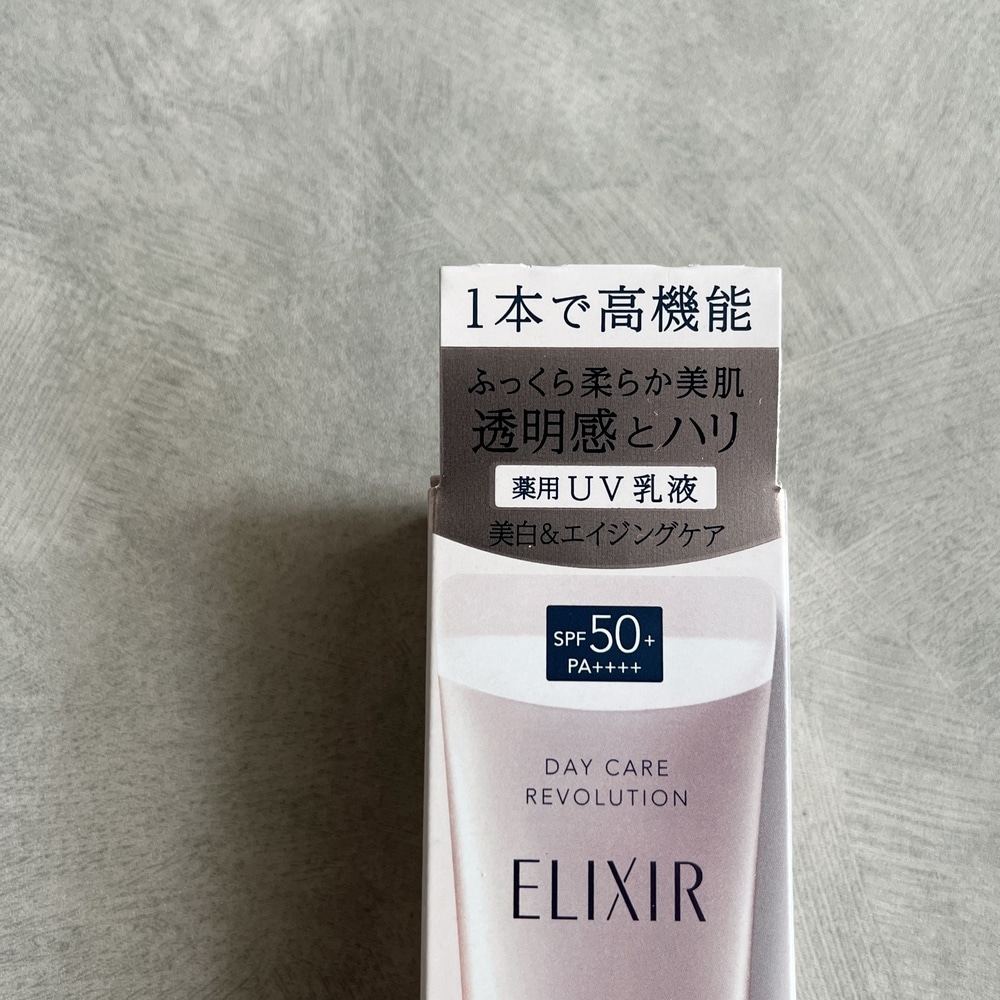 1本で高機能
ふっくら柔らか美肌
透明感とハリ
薬用UV乳液
美白&エイジングケア
SPF50+
PA++++
DAY CARE
REVOLUTION
ELIXIR